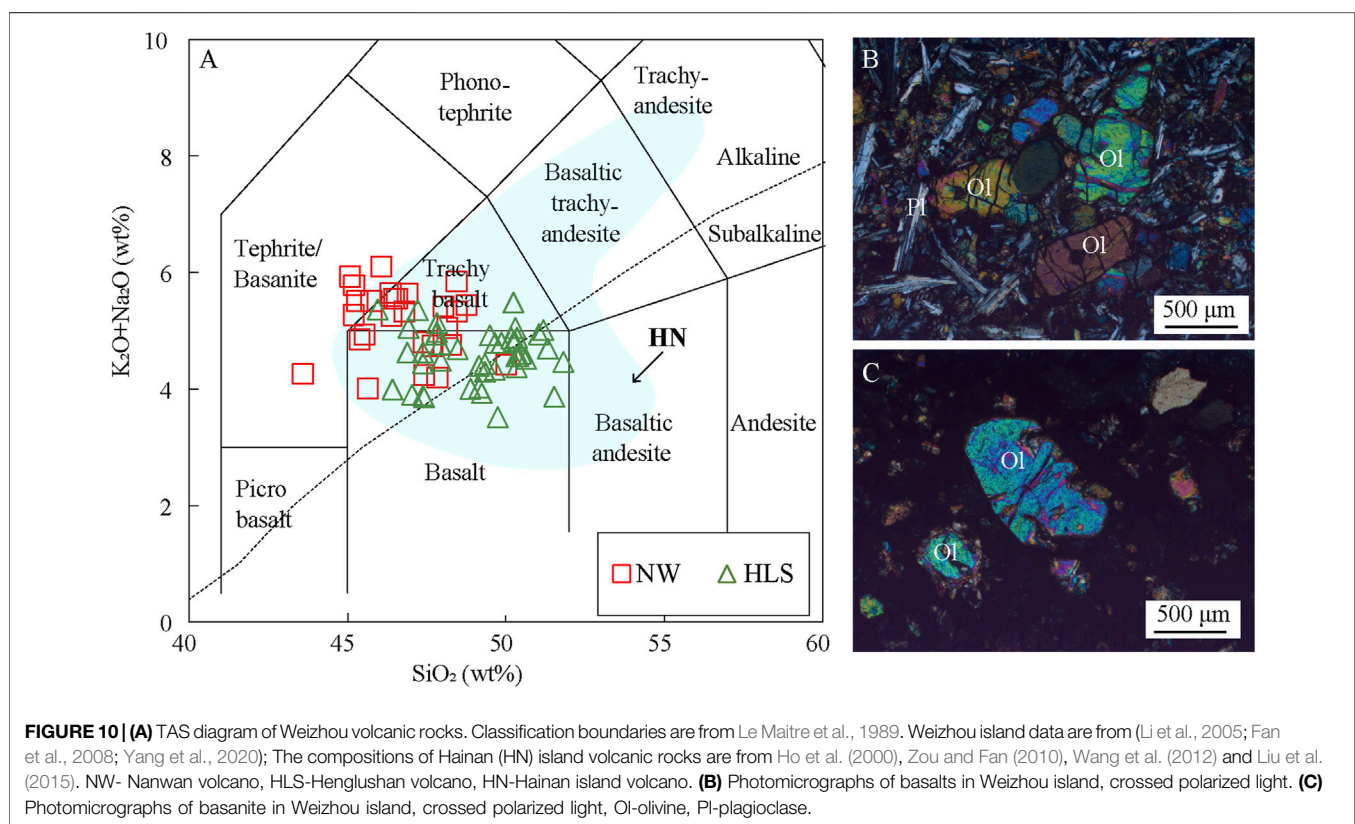 A
10
8
6
4
2
0
40
45
50
55
60
K₂O+Na₂O (wt%)
SiO₂ (wt%)
Phono-
tephrite
Trachy-
andesite
Alkaline
Subalkaline
Basaltic
trachy-
andesite
Tephrite/
Basanite
Trachy
basalt
HN
Basaltic
andesite
Andesite
Basalt
Picro
basalt
NW
HLS
B
Ol
Ol
Pl
Ol
500 μm
C
Ol
Ol
500 μm
FIGURE 10 | (A) TAS diagram of Weizhou volcanic rocks. Classification boundaries are from Le Maitre et al., 1989. Weizhou island data are from (Li et al., 2005; Fan
et al., 2008; Yang et al., 2020); The compositions of Hainan (HN) island volcanic rocks are from Ho et al. (2000), Zou and Fan (2010), Wang et al. (2012) and Liu et al.
(2015). NW- Nanwan volcano, HLS-Henglushan volcano, HN-Hainan island volcano. (B) Photomicrographs of basalts in Weizhou island, crossed polarized light. (C)
Photomicrographs of basanite in Weizhou island, crossed polarized light, Ol-olivine, Pl-plagioclase.